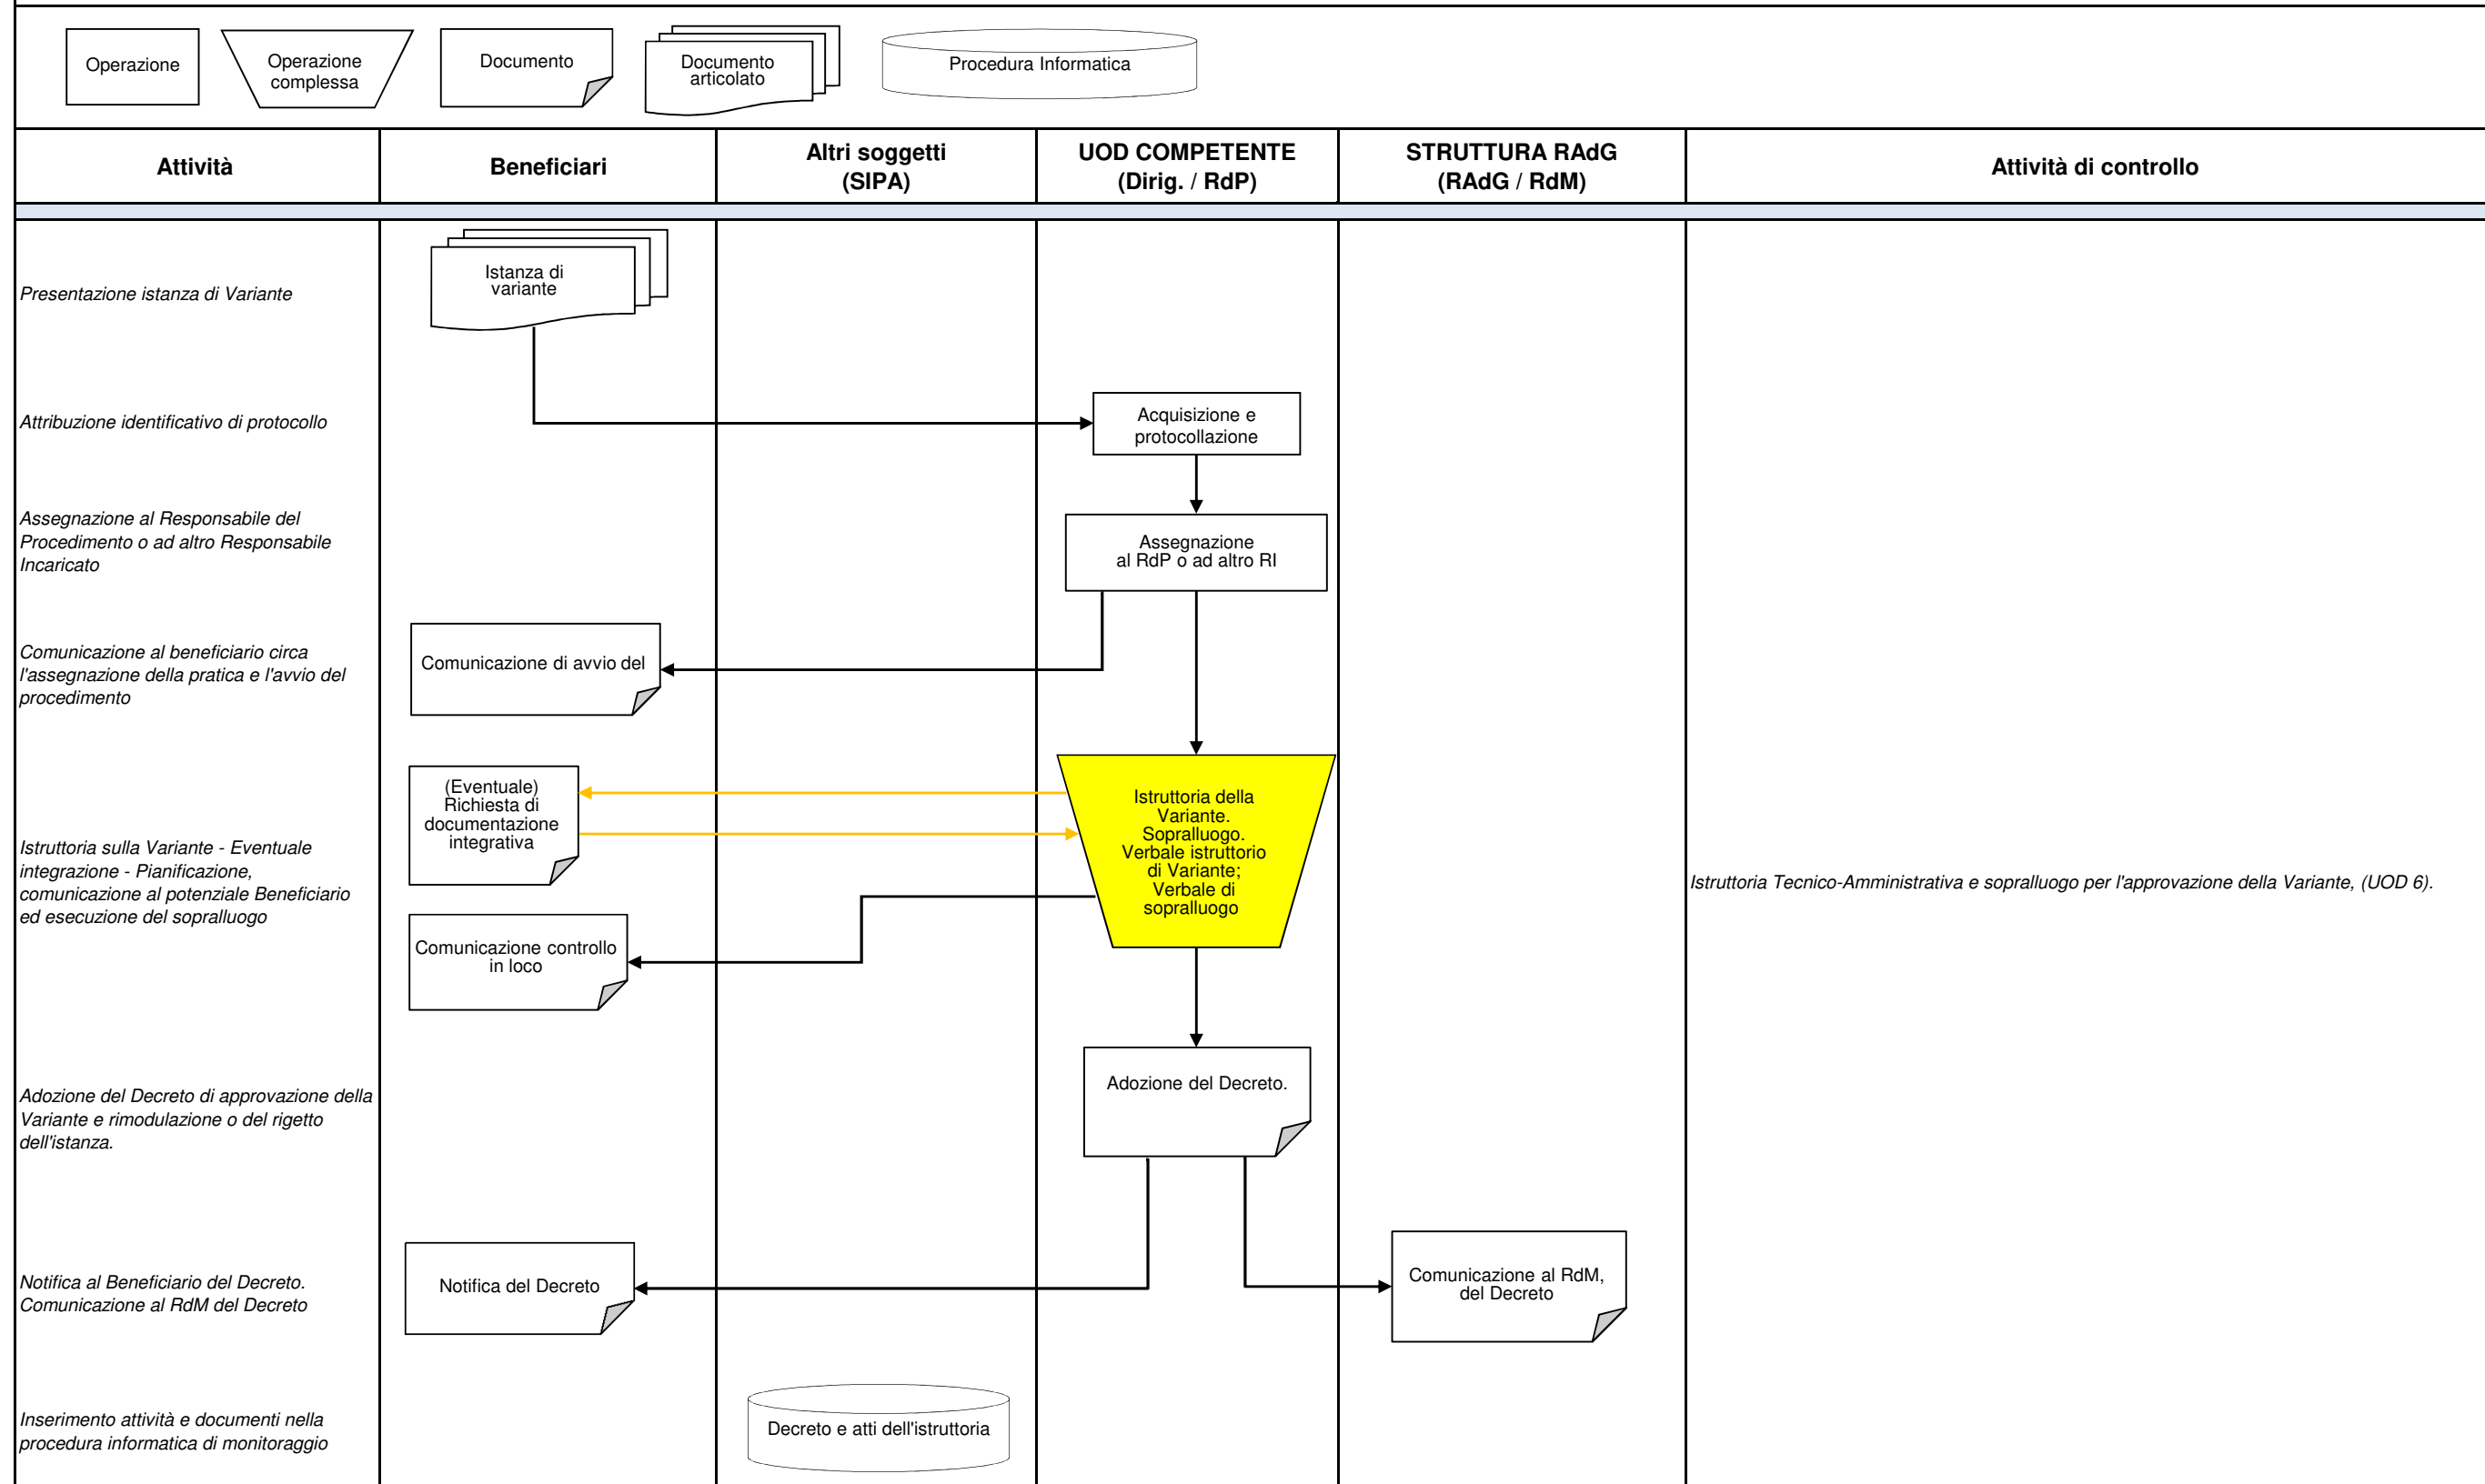 Operazione
Operazione
complessa
Documento
Documento
articolato
Procedura Informatica
Attività
Beneficiari
Altri soggetti
(SIPA)
UOD COMPETENTE
(Dirig. / RdP)
STRUTTURA RAdG
(RAdG / RdM)
Attività di controllo
Presentazione istanza di Variante
Istanza di
variante
Attribuzione identificativo di protocollo
Acquisizione e
protocollazione
Assegnazione al Responsabile del
Procedimento o ad altro Responsabile
Incaricato
Assegnazione
al RdP o ad altro RI
Comunicazione al beneficiario circa
l'assegnazione della pratica e l'avvio del
procedimento
Comunicazione di avvio del
Istruttoria sulla Variante - Eventuale
integrazione - Pianificazione,
comunicazione al potenziale Beneficiario
ed esecuzione del sopralluogo
(Eventuale)
Richiesta di
documentazione
integrativa
Comunicazione controllo
in loco
Istruttoria della
Variante.
Sopralluogo.
Verbale istruttorio
di Variante;
Verbale di
sopralluogo
Istruttoria Tecnico-Amministrativa e sopralluogo per l'approvazione della Variante, (UOD 6).
Adozione del Decreto di approvazione della
Variante e rimodulazione o del rigetto
dell'istanza.
Adozione del Decreto.
Notifica al Beneficiario del Decreto.
Comunicazione al RdM del Decreto
Notifica del Decreto
Comunicazione al RdM,
del Decreto
Inserimento attività e documenti nella
procedura informatica di monitoraggio
Decreto e atti dell'istruttoria